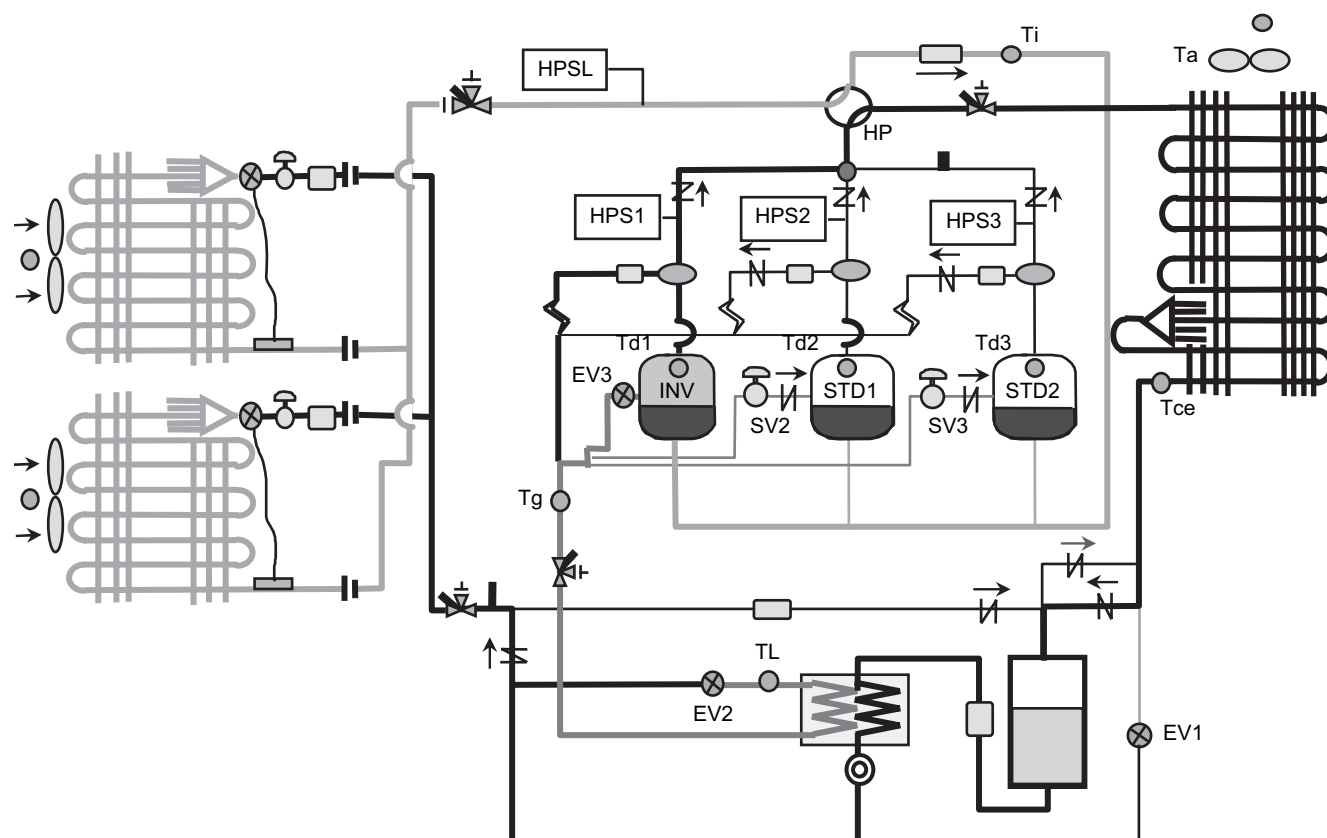 Ti
Ta
HPSL
HP
HPS1
HPS2
HPS3
Td1
Td2
Td3
EV3
INV
STD1
STD2
SV2
SV3
Tce
Tg
TL
EV2
EV1